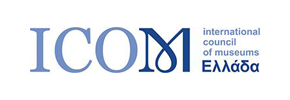 ICOM
international
council
of museums
Ελλάδα